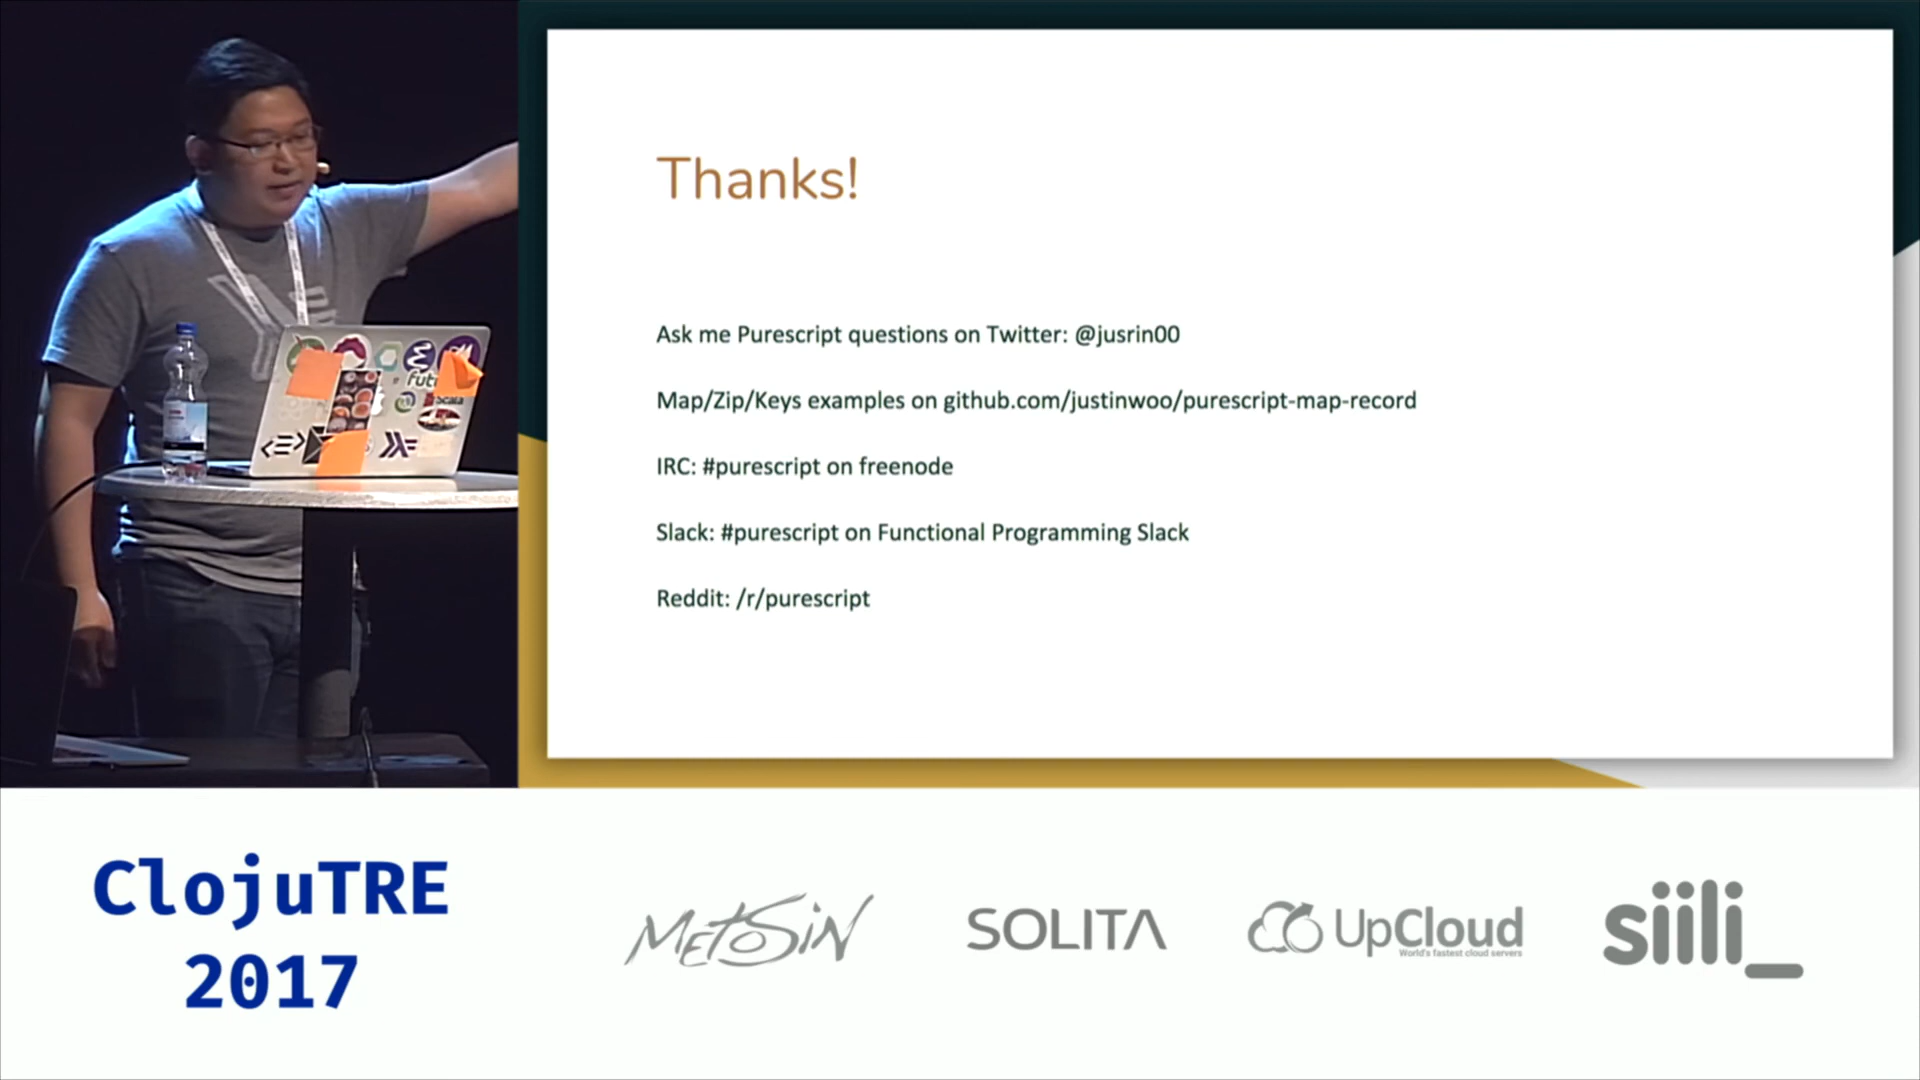 Thanks!
Ask me Purescript questions on Twitter: @jusrin00
Map/Zip/Keys examples on github.com/justinwoo/purescript-map-record
IRC: #purescript on freenode
Slack: #purescript on Functional Programming Slack
Reddit: /r/purescript
futu
Scala
ClojuTRE
2017
METOSIN
SOLITA
UpCloud
World's fastest cloud servers
siili_